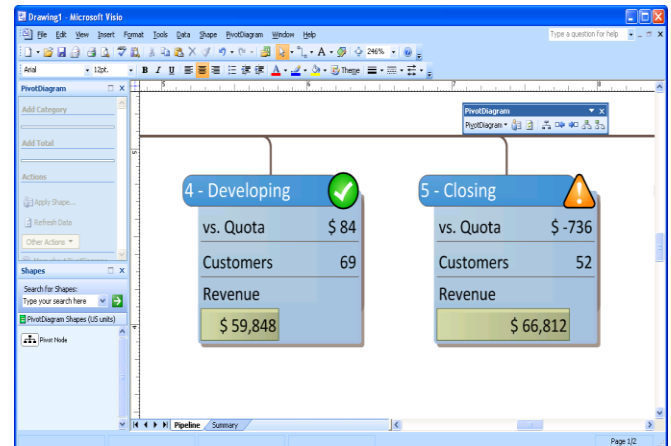 Drawing1 - Microsoft Visio
File Edit View Insert Format Tools Data Shape PivotDiagram Window Help
Type a question for help
246%
Arial 12pt. B I U Theme
PivotDiagram
Add Category
Add Total
Actions
Apply Shape...
Refresh Data
Other Actions
Shapes
Search for Shapes:
Type your search here
PivotDiagram Shapes (US units)
Pivot Node
PivotDiagram
PivotDiagram
4 - Developing
vs. Quota $ 84
Customers 69
Revenue
$ 59,848
5 - Closing
vs. Quota $ -736
Customers 52
Revenue
$ 66,812
Pipeline Summary
Page 1/2